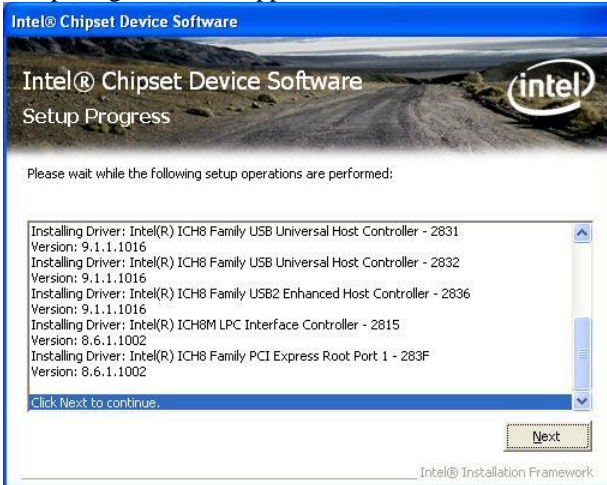 Intel® Chipset Device Software
Intel® Chipset Device Software
intel
Setup Progress
Please wait while the following setup operations are performed:
Installing Driver: Intel(R) ICH8 Family USB Universal Host Controller - 2831
Version: 9.1.1.1016
Installing Driver: Intel(R) ICH8 Family USB Universal Host Controller - 2832
Version: 9.1.1.1016
Installing Driver: Intel(R) ICH8 Family USB2 Enhanced Host Controller - 2836
Version: 9.1.1.1016
Installing Driver: Intel(R) ICH8M LPC Interface Controller - 2815
Version: 8.6.1.1002
Installing Driver: Intel(R) ICH8 Family PCI Express Root Port 1 - 283F
Version: 8.6.1.1002
Click Next to continue.
Next
Intel® Installation Framework